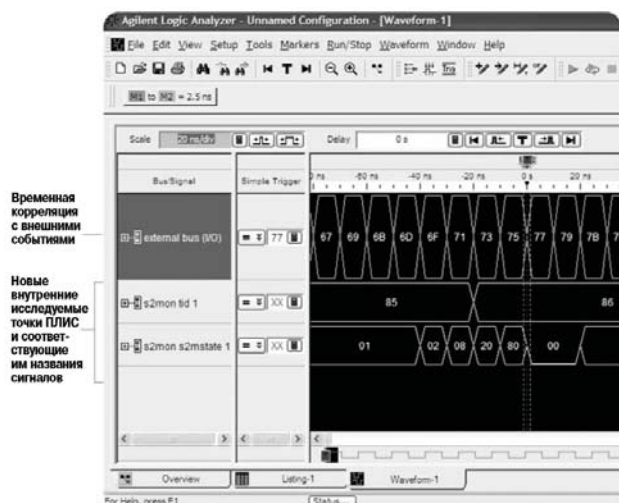 Agilent Logic Analyzer - Unnamed Configuration - [Waveform-1]
File Edit View Setup Tools Markers Run/Stop Waveform Window Help
M1 to M2 = 2.5 ns
Scale 20 ns/div Delay 0 s
Bus/Signal Simple Trigger
-60 ns -40 ns -20 ns 0 s 20 ns
Временная
корреляция
с внешними
событиями
external bus (I/O) = 77 67 69 6B 6D 6F 71 73 75 77 79 7B
Новые
внутренние
исследуемые
точки ПЛИС
и соответ-
ствующие
им названия
сигналов
s2mon tid 1 = XX 85 86
s2mon s2mstate 1 = XX 01 02 08 20 80 00
Overview Listing-1 Waveform-1
For Help, press F1 Status...